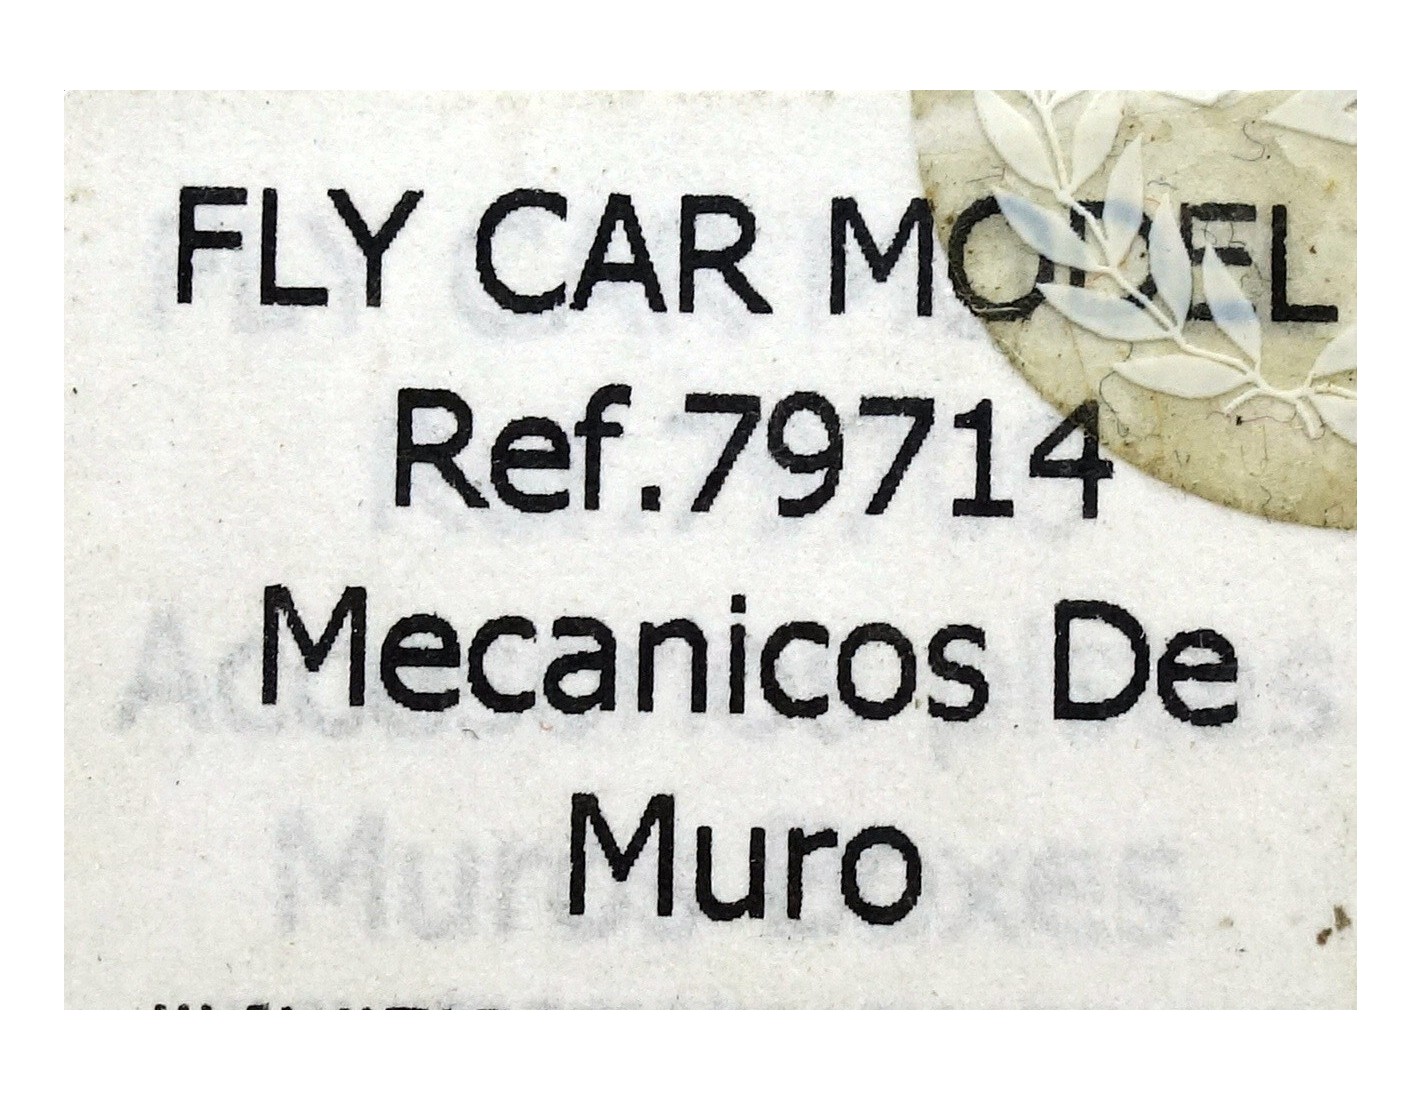 FLY CAR MODEL
Ref.79714
Mecanicos De
Muro